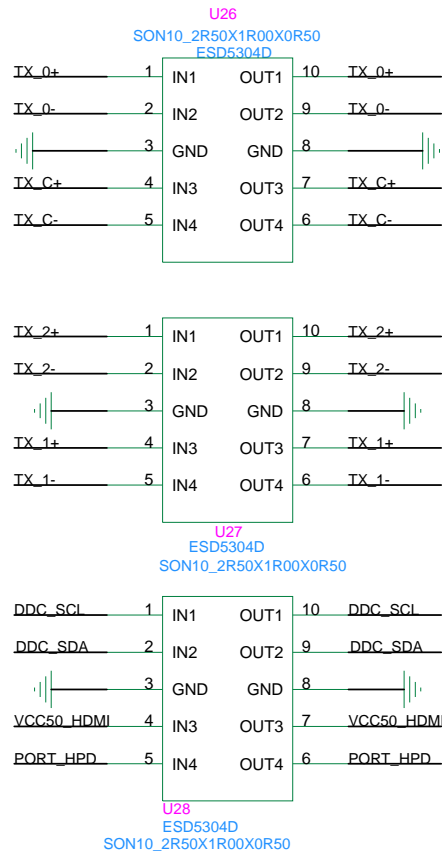 U26
SON10_2R50X1R00X0R50
ESD5304D
TX_0+ 1 IN1 OUT1 10 TX_0+
TX_0- 2 IN2 OUT2 9 TX_0-
3 GND GND 8
TX_C+ 4 IN3 OUT3 7 TX_C+
TX_C- 5 IN4 OUT4 6 TX_C-
TX_2+ 1 IN1 OUT1 10 TX_2+
TX_2- 2 IN2 OUT2 9 TX_2-
3 GND GND 8
TX_1+ 4 IN3 OUT3 7 TX_1+
TX_1- 5 IN4 OUT4 6 TX_1-
U27
ESD5304D
SON10_2R50X1R00X0R50
DDC_SCL 1 IN1 OUT1 10 DDC_SCL
DDC_SDA 2 IN2 OUT2 9 DDC_SDA
3 GND GND 8
VCC50_HDMI 4 IN3 OUT3 7 VCC50_HDMI
PORT_HPD 5 IN4 OUT4 6 PORT_HPD
U28
ESD5304D
SON10_2R50X1R00X0R50